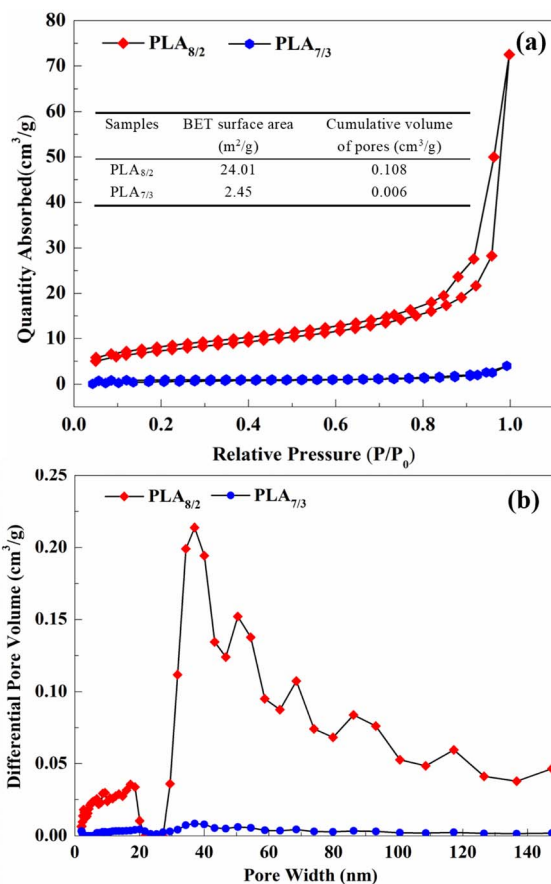 80
70
60
50
40
30
20
10
0
Quantity Absorbed(cm³/g)
PLA₈/₂ PLA₇/₃ (a)
Samples BET surface area Cumulative volume
(m²/g) of pores (cm³/g)
PLA₈/₂ 24.01 0.108
PLA₇/₃ 2.45 0.006
0.0 0.2 0.4 0.6 0.8 1.0
Relative Pressure (P/P₀)
0.25
0.20
0.15
0.10
0.05
0.00
Differential Pore Volume (cm³/g)
PLA₈/₂ PLA₇/₃ (b)
0 20 40 60 80 100 120 140
Pore Width (nm)